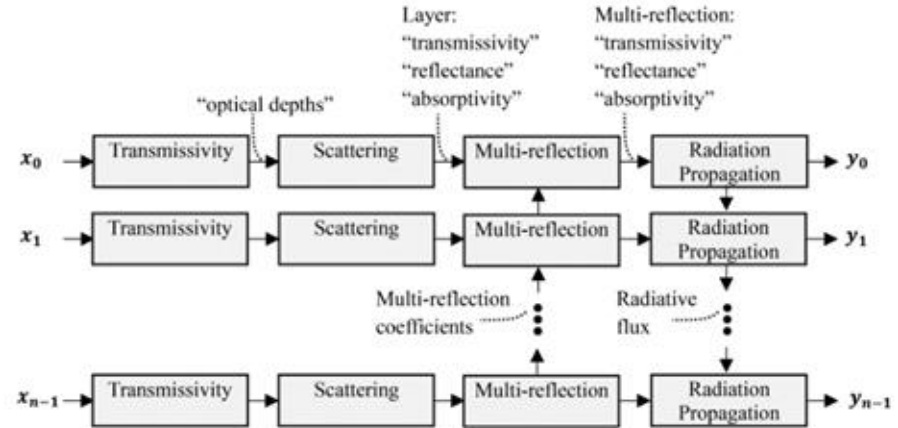 Layer:
“transmissivity”
“reflectance”
“absorptivity”
Multi-reflection:
“transmissivity”
“reflectance”
“absorptivity”
“optical depths”
x₀
Transmissivity
Scattering
Multi-reflection
Radiation
Propagation
y₀
x₁
Transmissivity
Scattering
Multi-reflection
Radiation
Propagation
y₁
Multi-reflection
coefficients
Radiative
flux
xₙ₋₁
Transmissivity
Scattering
Multi-reflection
Radiation
Propagation
yₙ₋₁